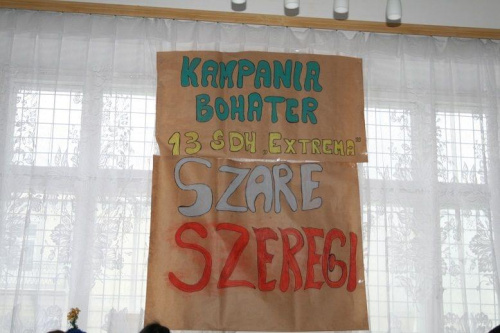 KAMPANIA
BOHATER
13 SDH „EXTREMA"
SZARE
SZEREGI